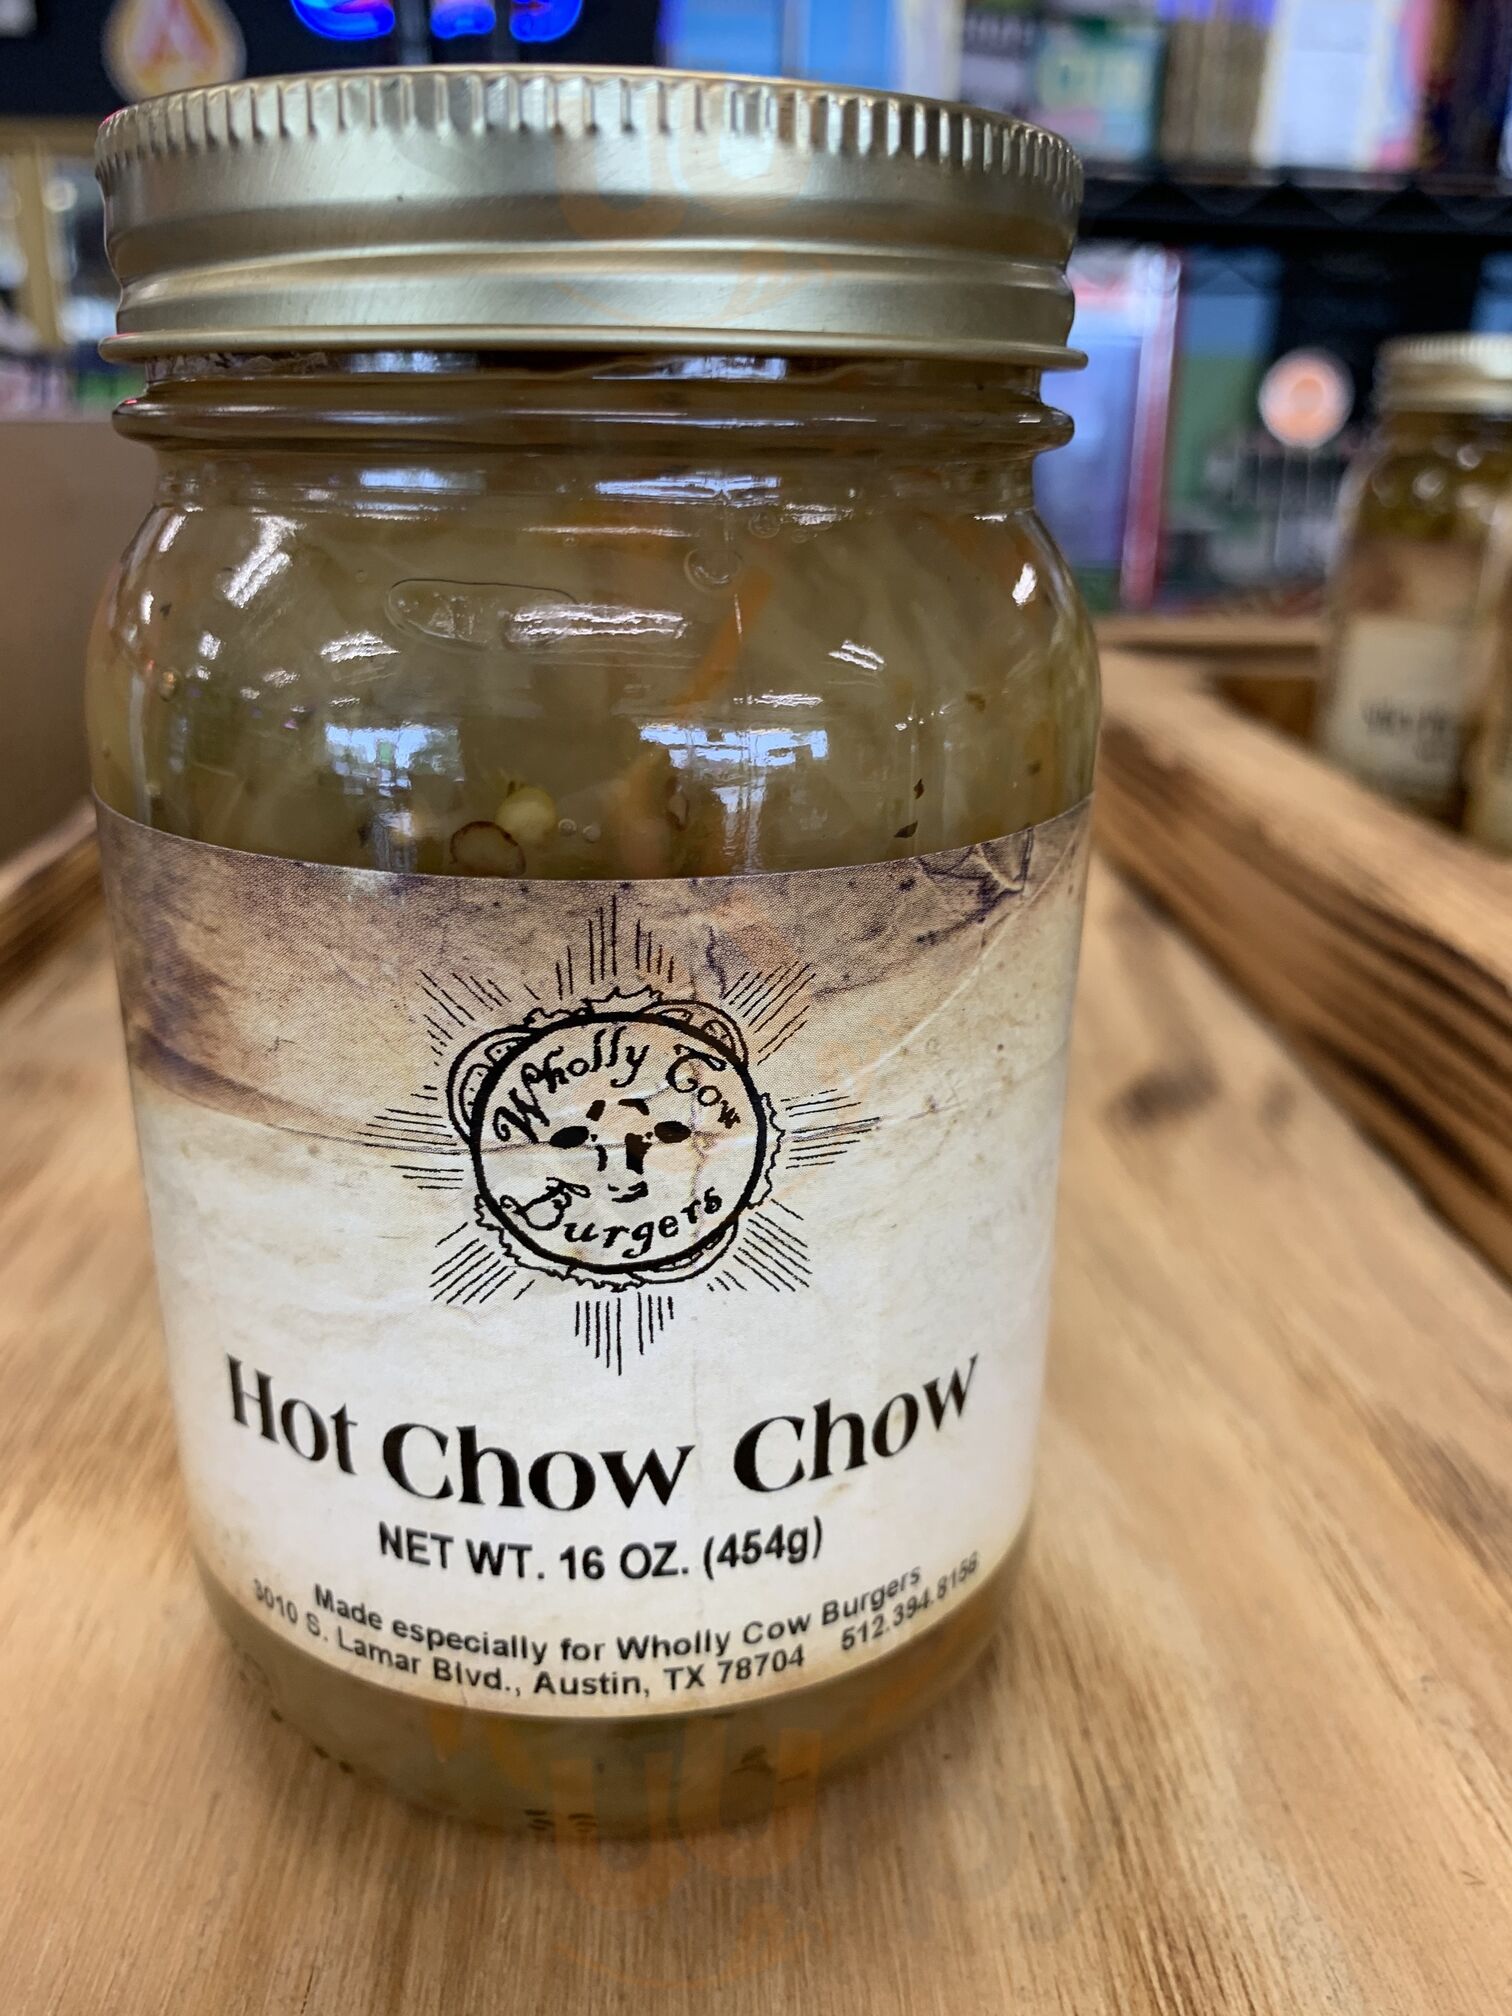 Wholly Cow
Burgers
Hot Chow Chow
NET WT. 16 OZ. (454g)
Made especially for Wholly Cow Burgers
3010 S. Lamar Blvd., Austin, TX 78704 512.394.8156